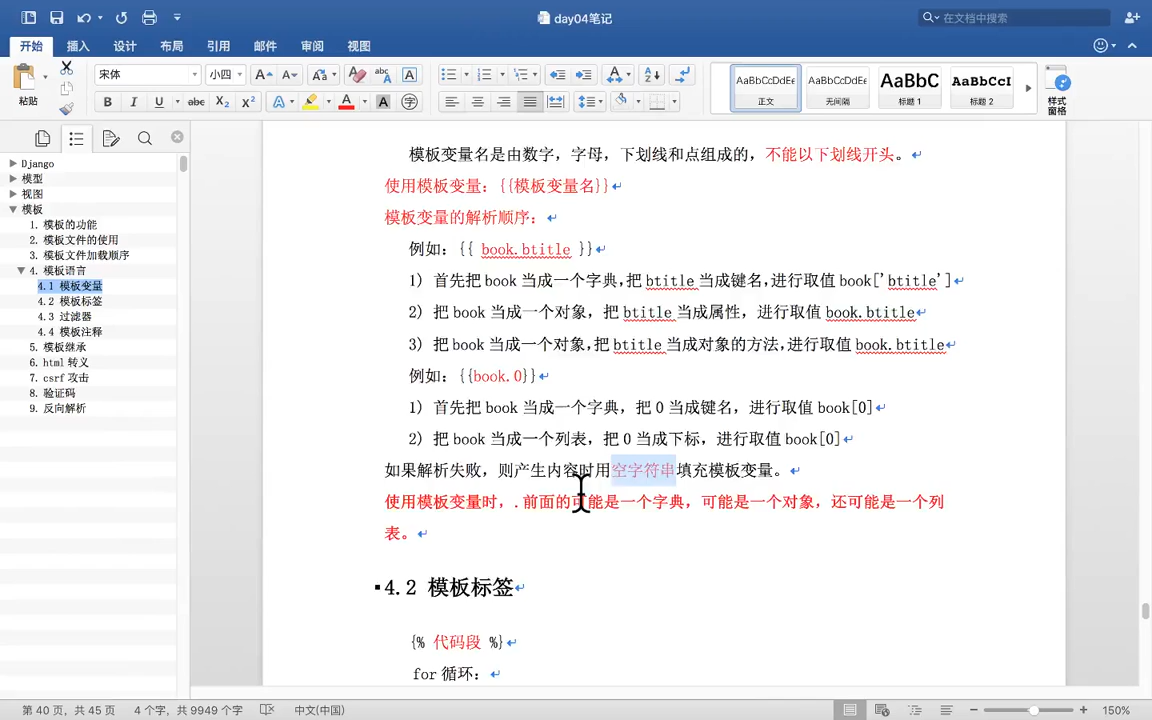 day04笔记
在文档中搜索
开始 插入 设计 布局 引用 邮件 审阅 视图
粘贴
宋体 小四
AaBbCcDdEe 正文
AaBbCcDdEe 无间隔
AaBbC 标题 1
AaBbCcI 标题 2
样式窗格
Django
模型
视图
模板
1. 模板的功能
2. 模板文件的使用
3. 模板文件加载顺序
4. 模板语言
4.1 模板变量
4.2 模板标签
4.3 过滤器
4.4 模板注释
5. 模板继承
6. html 转义
7. csrf 攻击
8. 验证码
9. 反向解析
模板变量名是由数字，字母，下划线和点组成的，不能以下划线开头。
使用模板变量：{{模板变量名}}
模板变量的解析顺序：
例如：{{ book.btitle }}
1) 首先把 book 当成一个字典,把 btitle 当成键名,进行取值 book['btitle']
2) 把 book 当成一个对象，把 btitle 当成属性，进行取值 book.btitle
3) 把 book 当成一个对象,把 btitle 当成对象的方法,进行取值 book.btitle
例如：{{book.0}}
1) 首先把 book 当成一个字典，把 0 当成键名，进行取值 book[0]
2) 把 book 当成一个列表，把 0 当成下标，进行取值 book[0]
如果解析失败，则产生内容时用空字符串填充模板变量。
使用模板变量时，.前面的可能是一个字典，可能是一个对象，还可能是一个列
表。
4.2 模板标签
{% 代码段 %}
for 循环：
第 40 页，共 45 页 4 个字，共 9949 个字 中文(中国) 150%